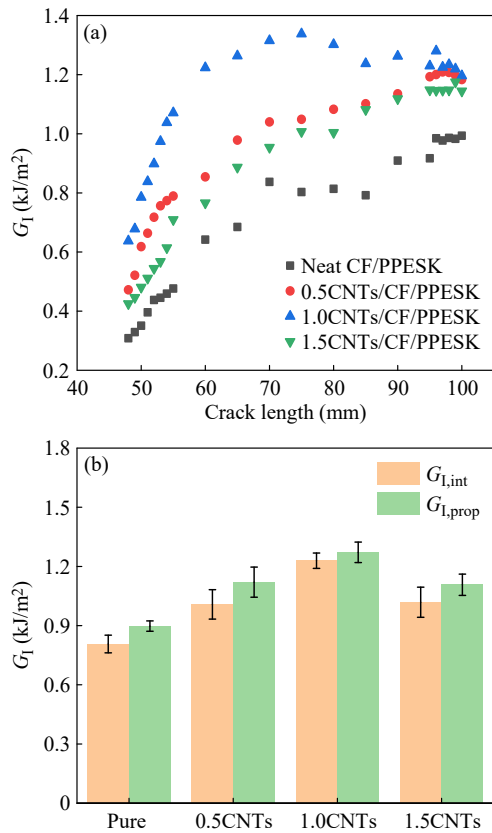 (a)
1.4
1.2
1.0
0.8
0.6
0.4
0.2
G_I (kJ/m²)
Neat CF/PPESK
0.5CNTs/CF/PPESK
1.0CNTs/CF/PPESK
1.5CNTs/CF/PPESK
40 50 60 70 80 90 100
Crack length (mm)
(b)
1.8
1.5
1.2
0.9
0.6
0.3
0
G_I (kJ/m²)
G_I,int
G_I,prop
Pure 0.5CNTs 1.0CNTs 1.5CNTs